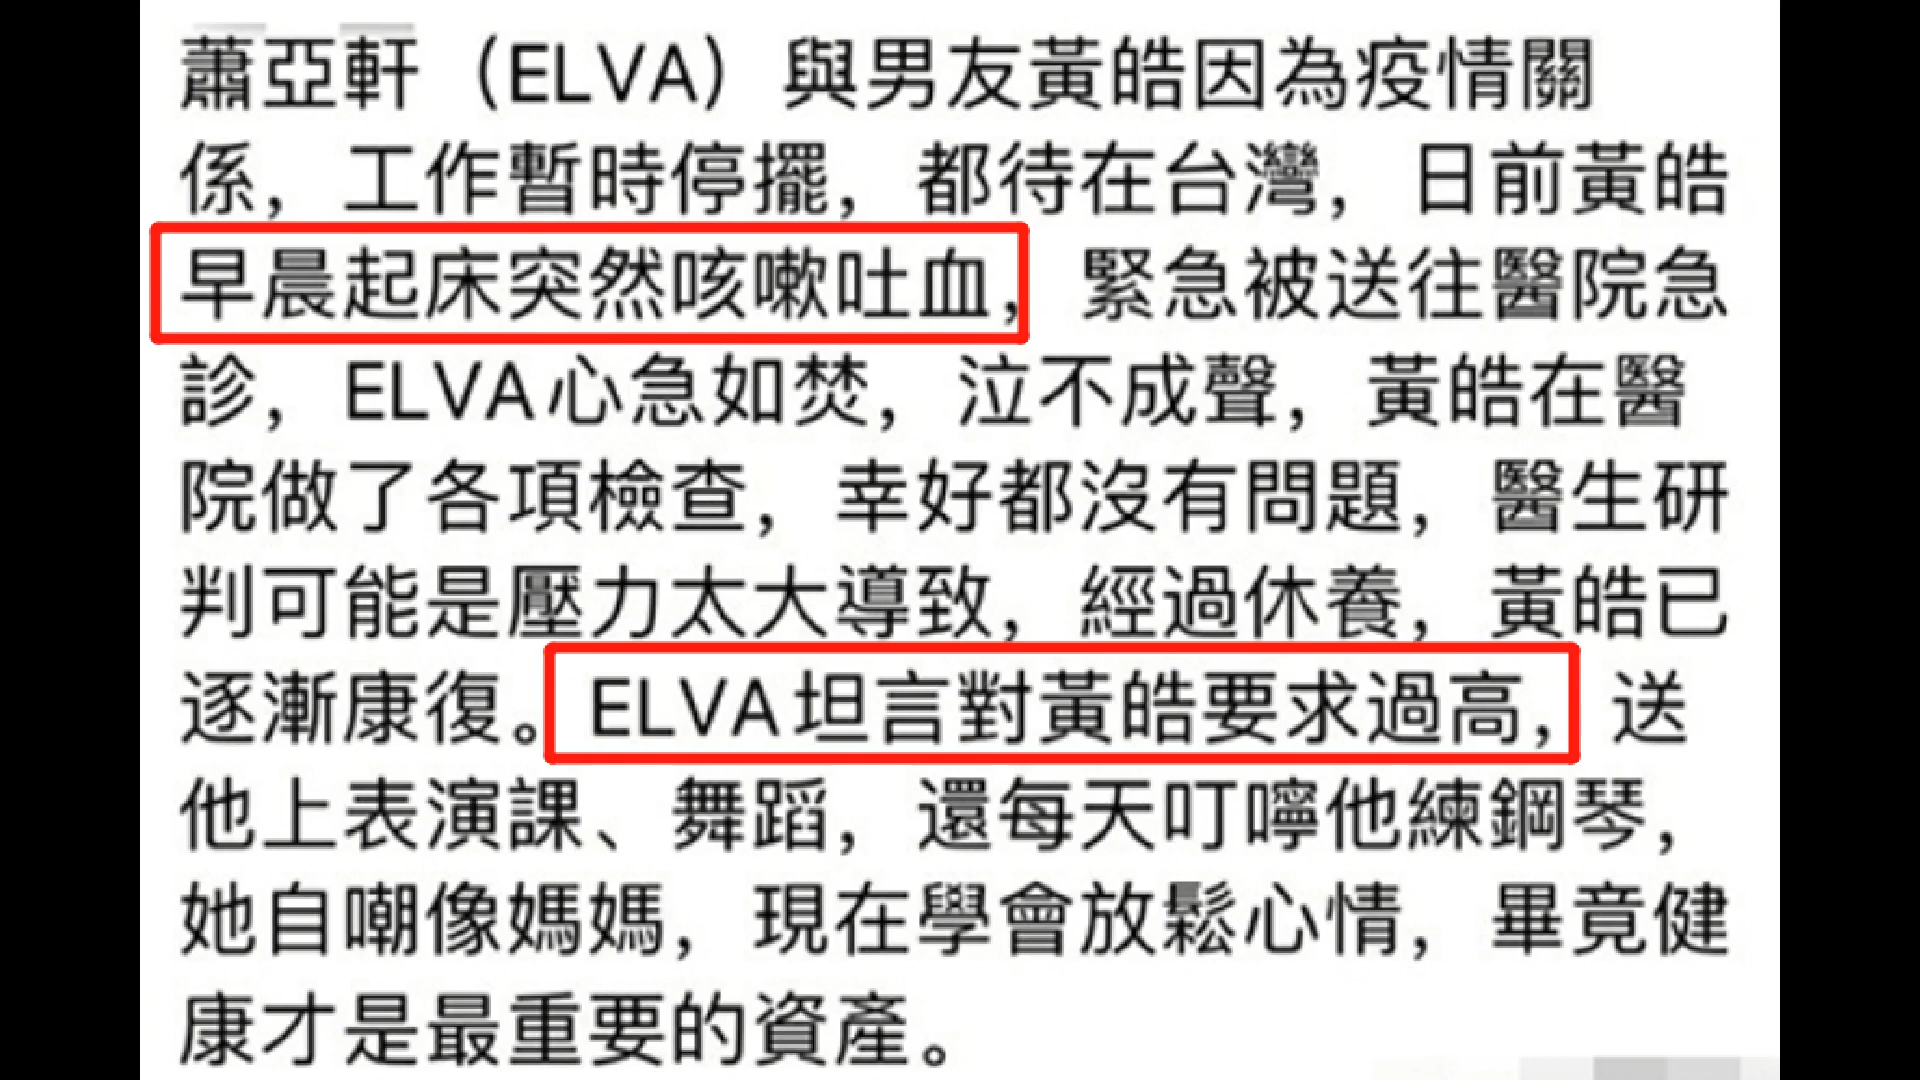 蕭亞軒（ELVA）與男友黃皓因為疫情關
係，工作暫時停擺，都待在台灣，日前黃皓
早晨起床突然咳嗽吐血，緊急被送往醫院急
診，ELVA心急如焚，泣不成聲，黃皓在醫
院做了各項檢查，幸好都沒有問題，醫生研
判可能是壓力太大導致，經過休養，黃皓已
逐漸康復。ELVA坦言對黃皓要求過高，送
他上表演課、舞蹈，還每天叮嚀他練鋼琴，
她自嘲像媽媽，現在學會放鬆心情，畢竟健
康才是最重要的資產。